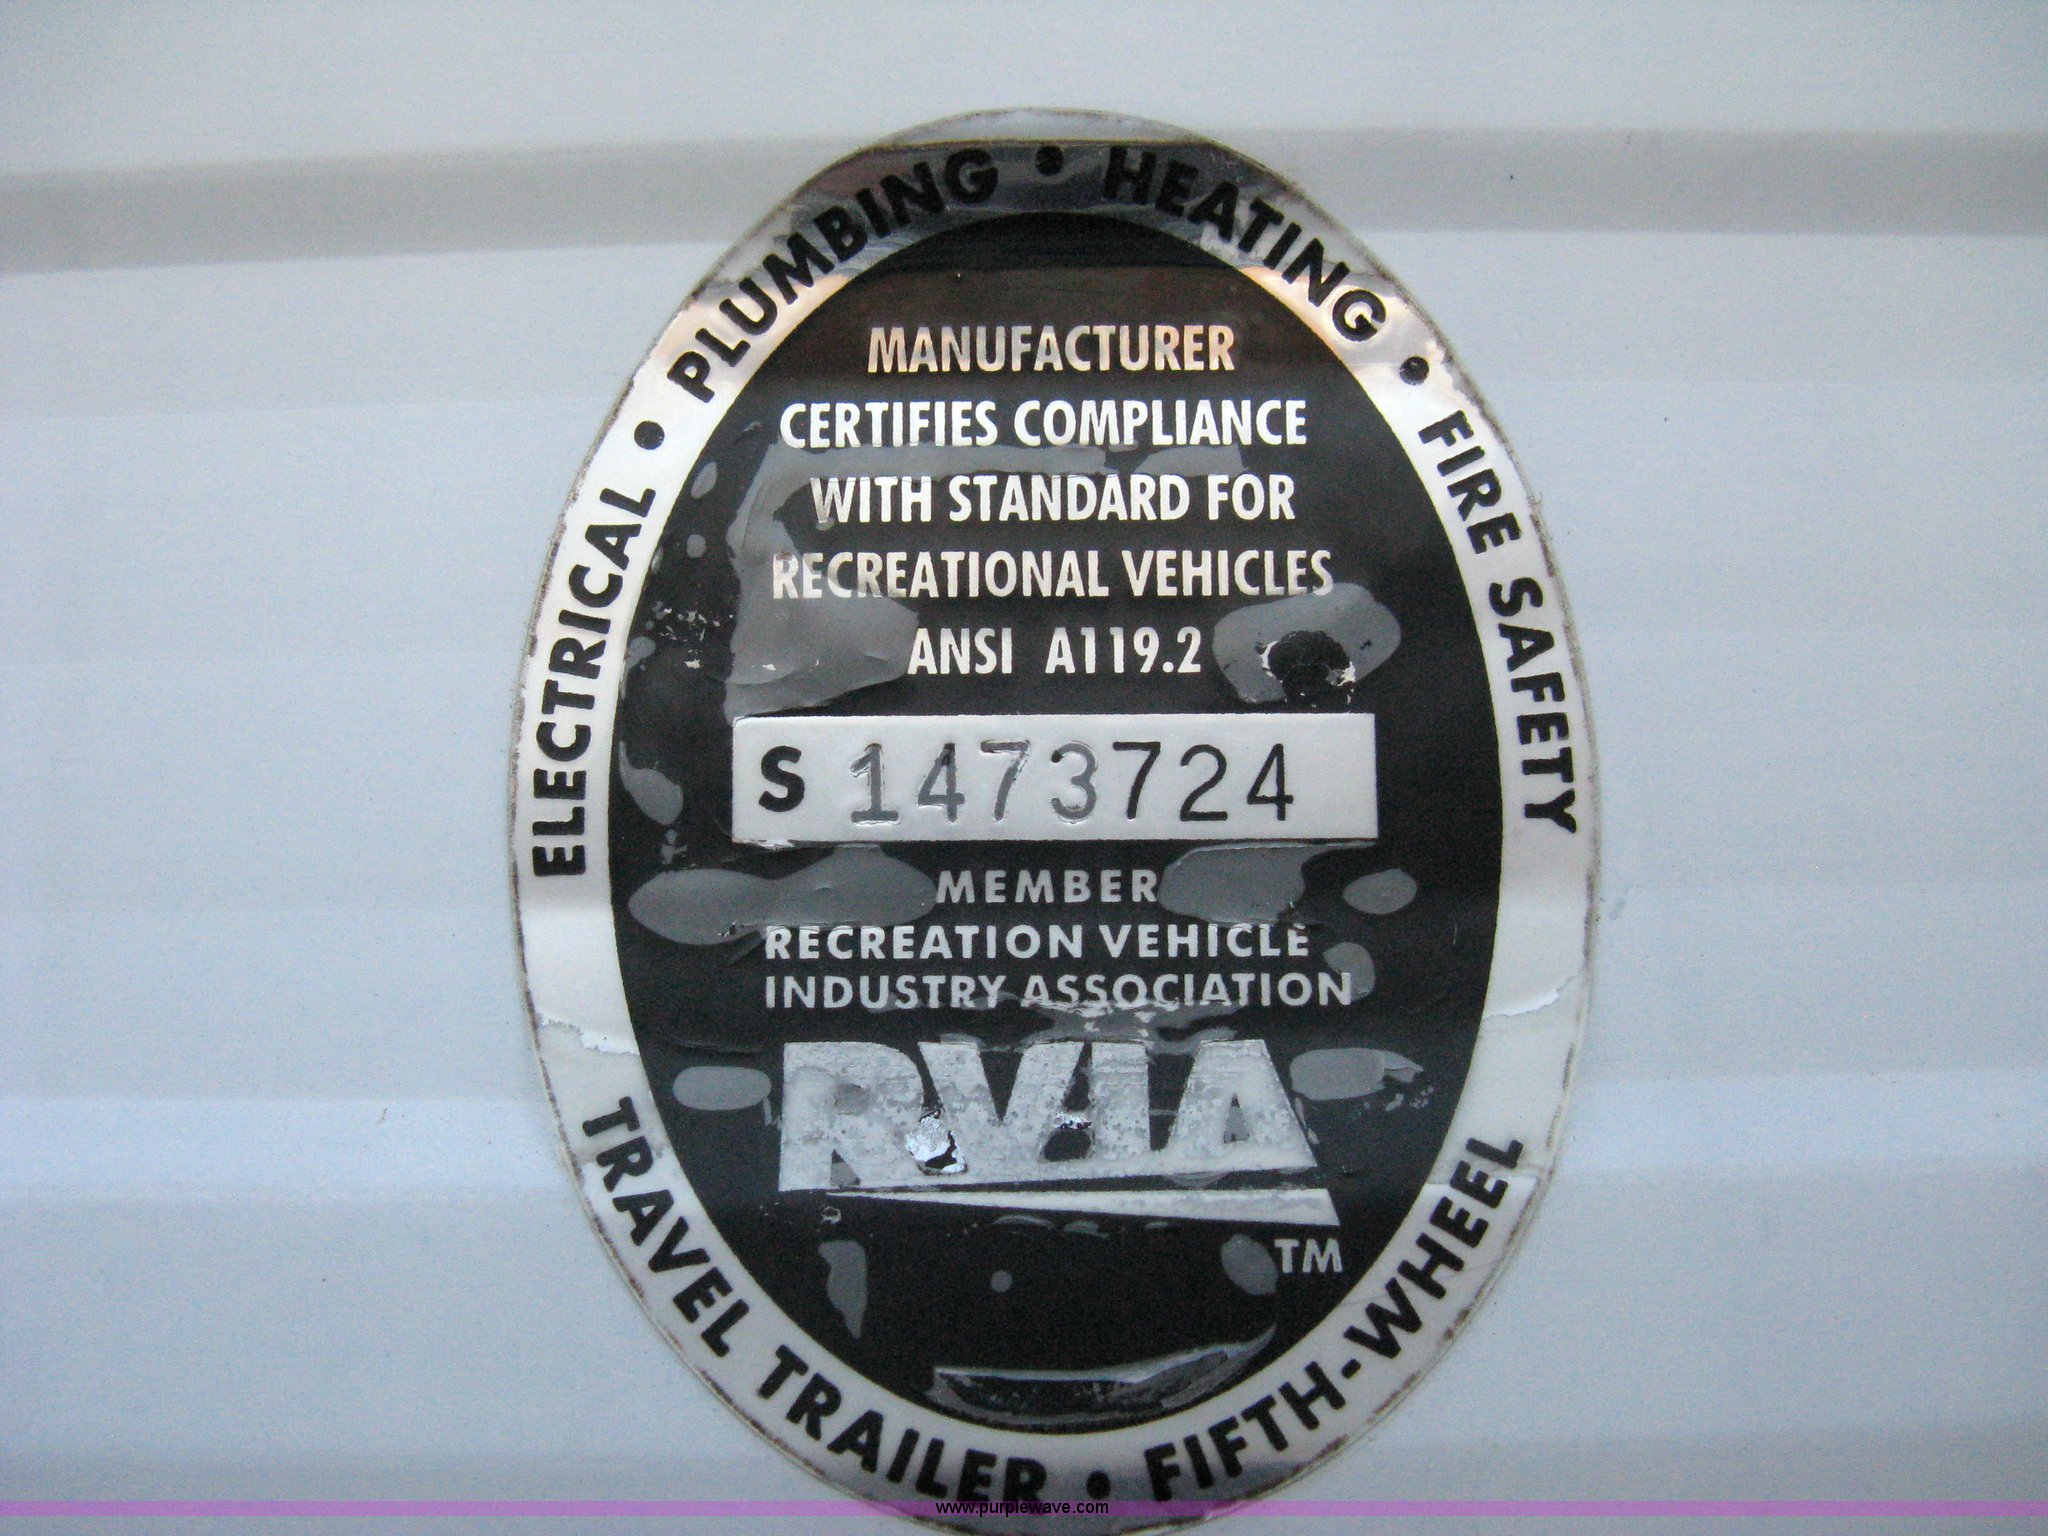 ELECTRICAL • PLUMBING • HEATING • FIRE SAFETY
MANUFACTURER
CERTIFIES COMPLIANCE
WITH STANDARD FOR
RECREATIONAL VEHICLES
ANSI A119.2
S 1473724
MEMBER
RECREATION VEHICLE
INDUSTRY ASSOCIATION
RVIA
TM
TRAVEL TRAILER • FIFTH-WHEEL
www.purplewave.com